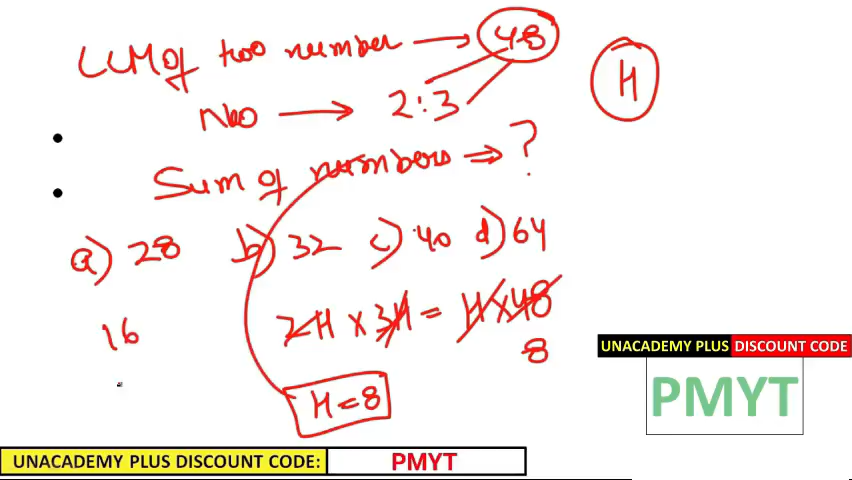 LCM of two number → 48
H
Nbo → 2:3
Sum of numbers ⇒ ?
a) 28 b) 32 c) 40 d) 64
2H x 3H = H x 48
16
8
H = 8
UNACADEMY PLUS DISCOUNT CODE
PMYT
UNACADEMY PLUS DISCOUNT CODE: PMYT